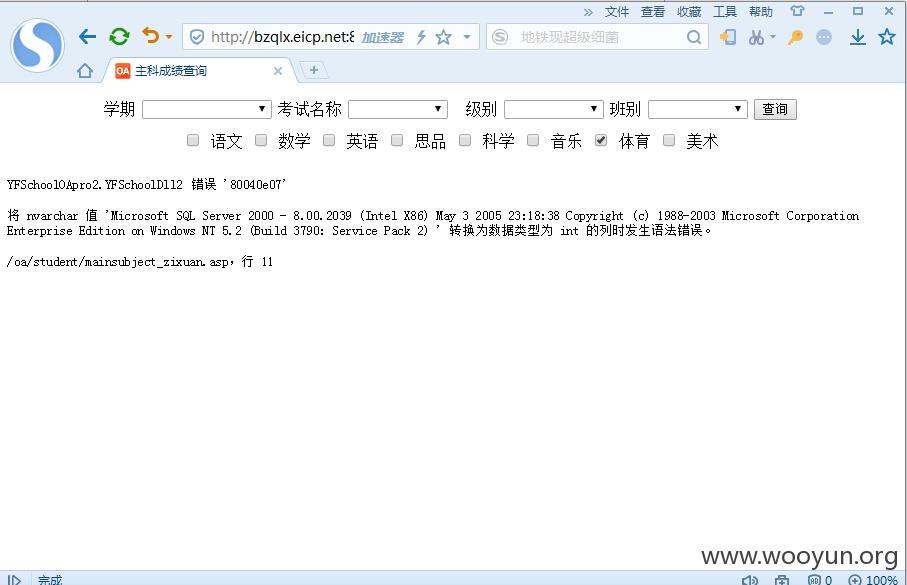 » 文件 查看 收藏 工具 帮助
http://bzqlx.eicp.net:8 加速器 地铁现超级细菌
OA 主科成绩查询
学期 考试名称 级别 班别 查询
语文 数学 英语 思品 科学 音乐 体育 美术
YFSchoolOApro2.YFSchoolDll2 错误 '80040e07'
将 nvarchar 值 'Microsoft SQL Server 2000 - 8.00.2039 (Intel X86) May 3 2005 23:18:38 Copyright (c) 1988-2003 Microsoft Corporation
Enterprise Edition on Windows NT 5.2 (Build 3790: Service Pack 2) ' 转换为数据类型为 int 的列时发生语法错误。
/oa/student/mainsubject_zixuan.asp，行 11
www.wooyun.org
完成 0 100%